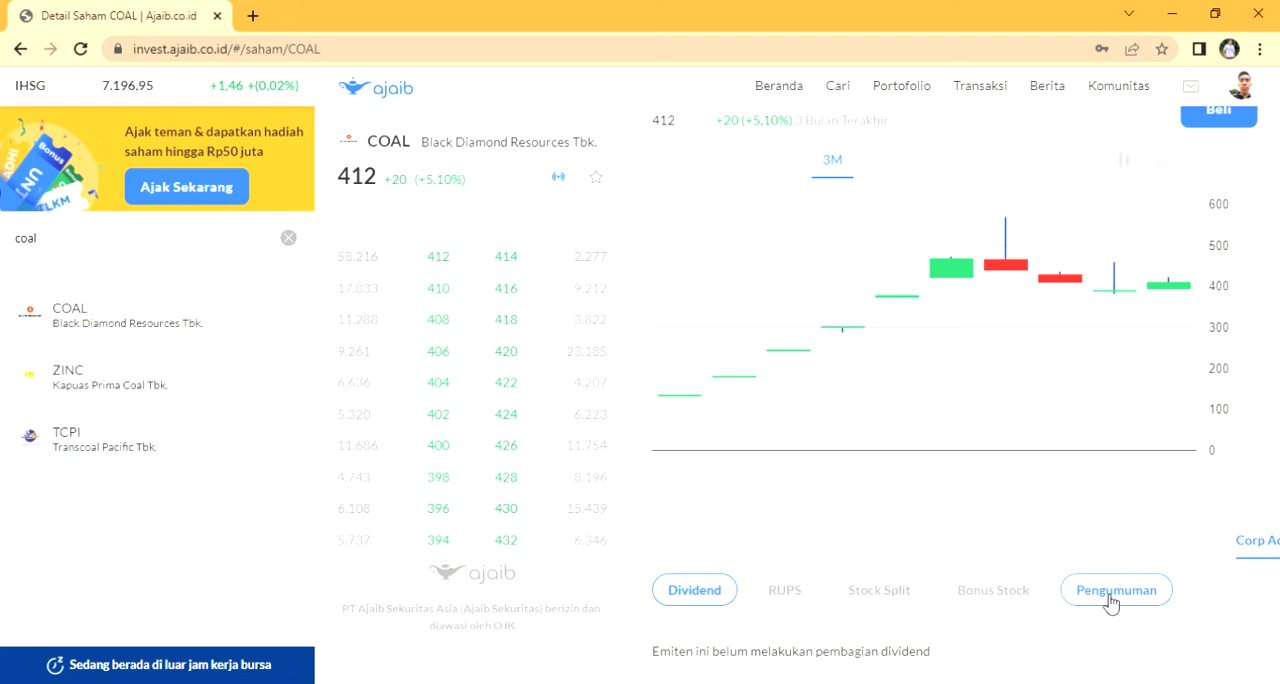 Detail Saham COAL | Ajaib.co.id
invest.ajaib.co.id/#/saham/COAL
IHSG 7.196,95 +1,46 +(0,02%)
ajaib
Beranda Cari Portofolio Transaksi Berita Komunitas
Ajak teman & dapatkan hadiah
saham hingga Rp50 juta
Ajak Sekarang
Bonus
UNV
TLKM
ADHI
coal
COAL
Black Diamond Resources Tbk.
ZINC
Kapuas Prima Coal Tbk.
TCPI
Transcoal Pacific Tbk.
Sedang berada di luar jam kerja bursa
COAL Black Diamond Resources Tbk.
412 +20 (+5,10%)
58.216 412 414 2.277
17.833 410 416 9.212
11.288 408 418 3.822
9.261 406 420 23.185
6.636 404 422 4.207
5.320 402 424 6.223
11.686 400 426 11.754
4.743 398 428 8.196
6.108 396 430 15.439
5.737 394 432 6.346
ajaib
PT Ajaib Sekuritas Asia (Ajaib Sekuritas) berizin dan
diawasi oleh OJK
412 +20 (+5,10%) 3 Bulan Terakhir
Beli
3M
600
500
400
300
200
100
0
Corp Ac
Dividend RUPS Stock Split Bonus Stock Pengumuman
Emiten ini belum melakukan pembagian dividend